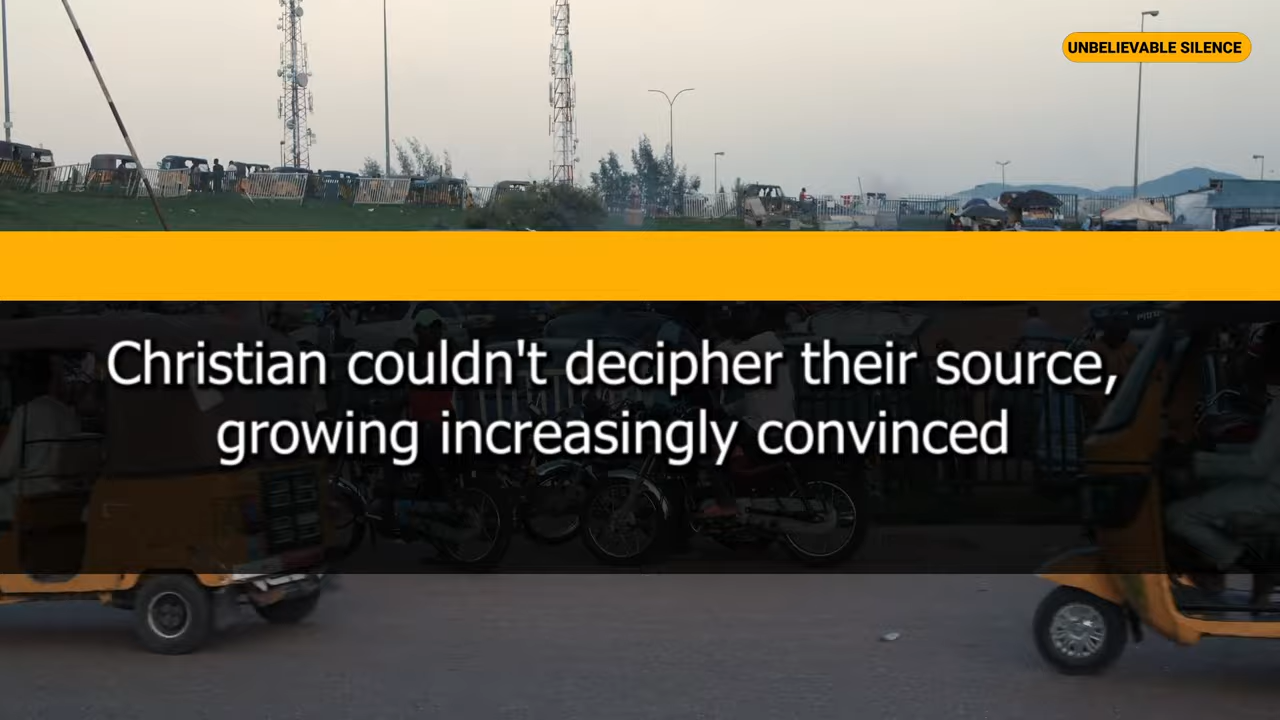 UNBELIEVABLE SILENCE
Christian couldn't decipher their source,
growing increasingly convinced